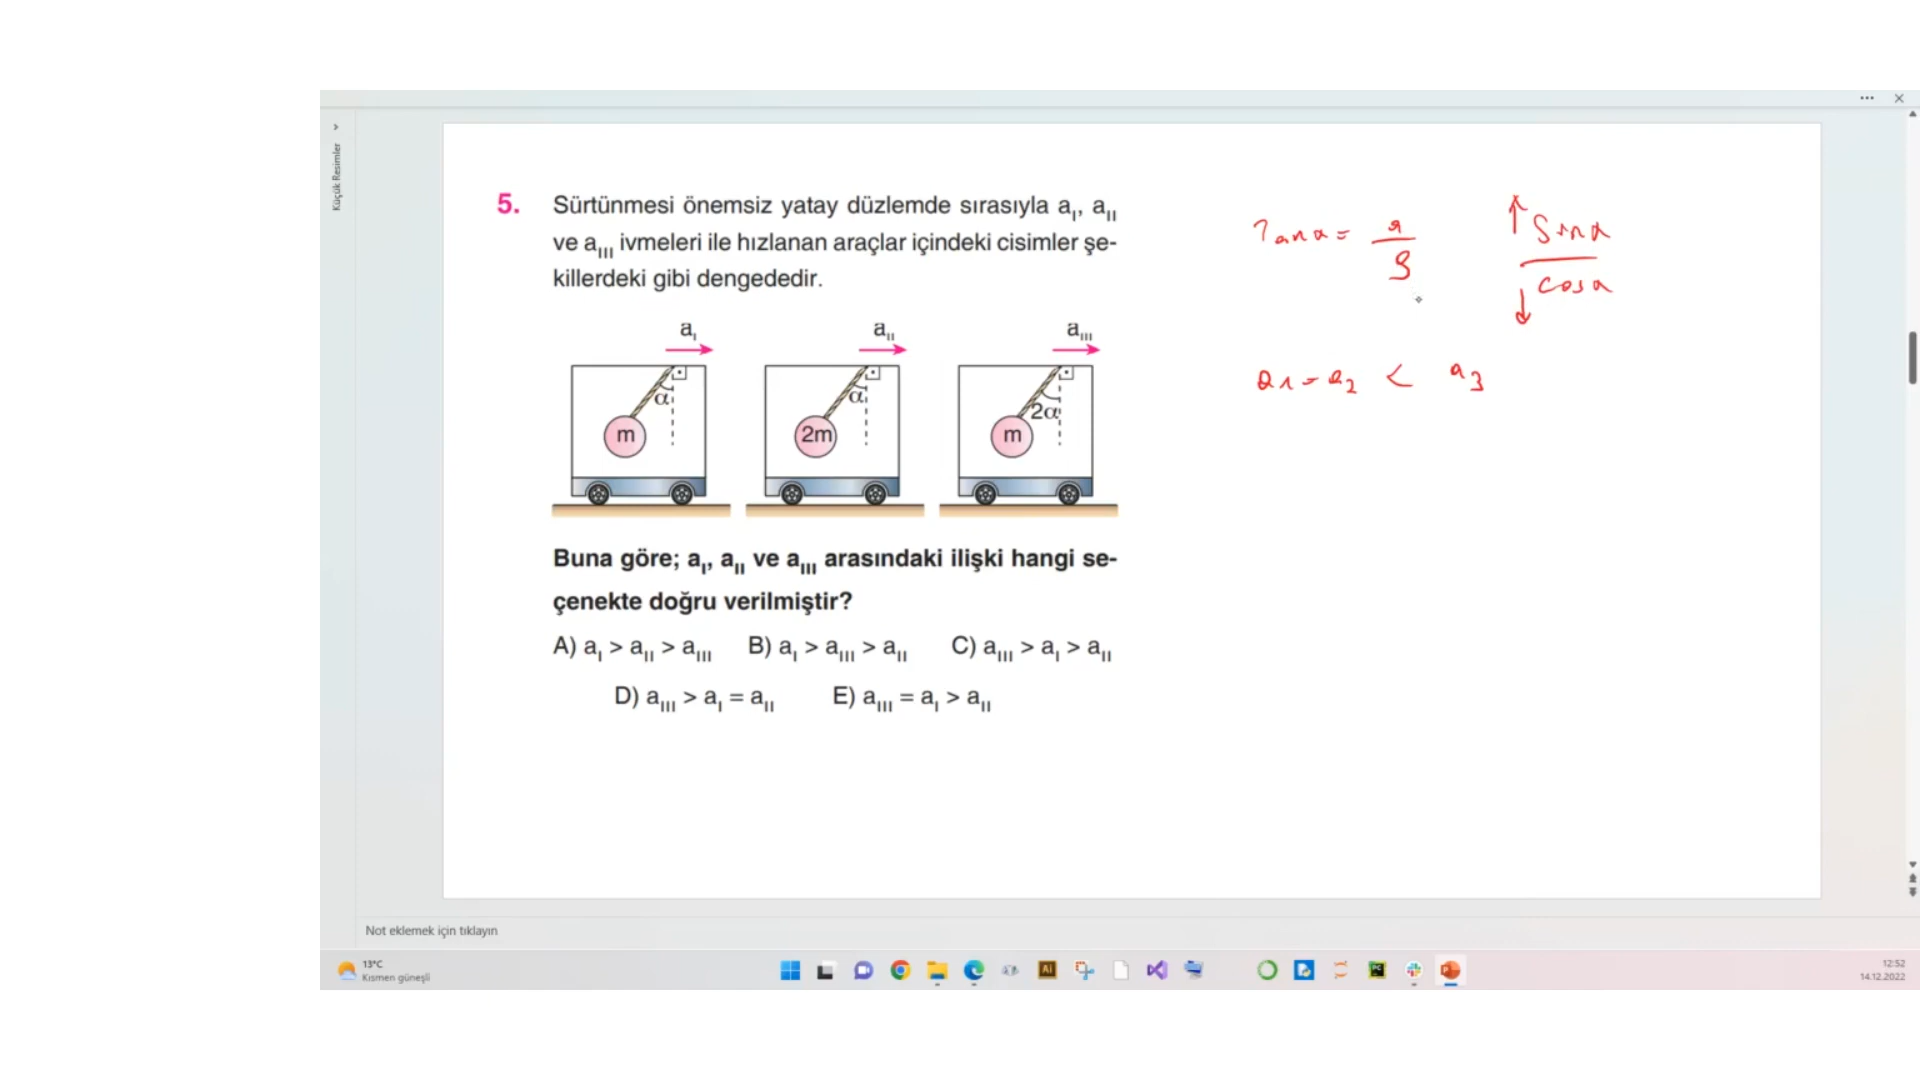 Küçük Resimler
5. Sürtünmesi önemsiz yatay düzlemde sırasıyla aI, aII
ve aIII ivmeleri ile hızlanan araçlar içindeki cisimler şe-
killerdeki gibi dengededir.
aI aII aIII
α α 2α
m 2m m
Buna göre; aI, aII ve aIII arasındaki ilişki hangi se-
çenekte doğru verilmiştir?
A) aI > aII > aIII B) aI > aIII > aII C) aIII > aI > aII
D) aIII > aI = aII E) aIII = aI > aII
Tanα = a/g
↑ Sinα
↓ cosα
a1 = a2 < a3
Not eklemek için tıklayın
13°C
Kısmen güneşli
Ai
PC
12:52
14.12.2022